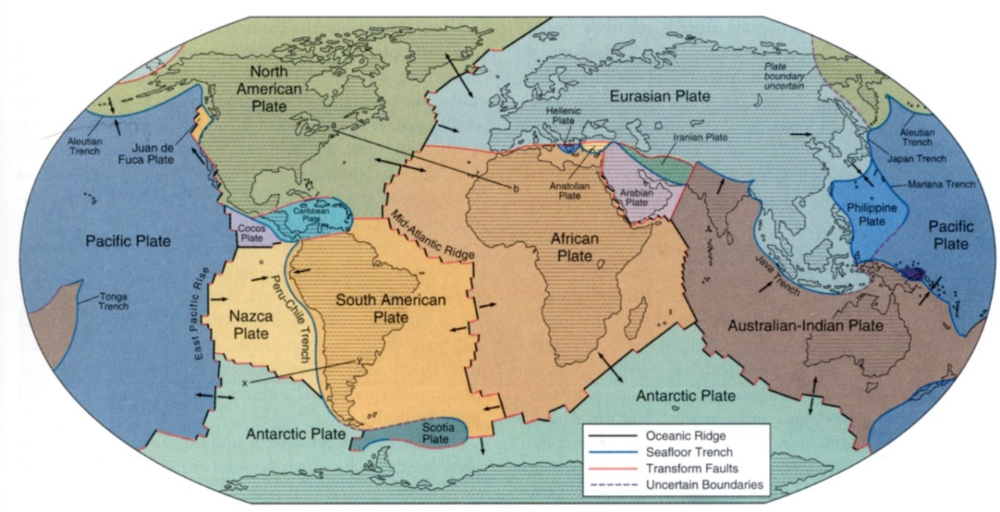 North
American
Plate
Eurasian Plate
Plate
boundary
uncertain
Hellenic
Plate
Iranian Plate
Aleutian
Trench
Juan de
Fuca Plate
Aleutian
Trench
Japan Trench
Mariana Trench
b
Anatolian
Plate
Arabian
Plate
Philippine
Plate
Caribbean
Plate
Cocos
Plate
Mid-Atlantic Ridge
African
Plate
Pacific Plate
Pacific
Plate
Tonga
Trench
East Pacific Rise
Nazca
Plate
Peru-Chile Trench
South American
Plate
Java Trench
Australian-Indian Plate
x
y
Antarctic Plate
Antarctic Plate
Scotia
Plate
Oceanic Ridge
Seafloor Trench
Transform Faults
Uncertain Boundaries